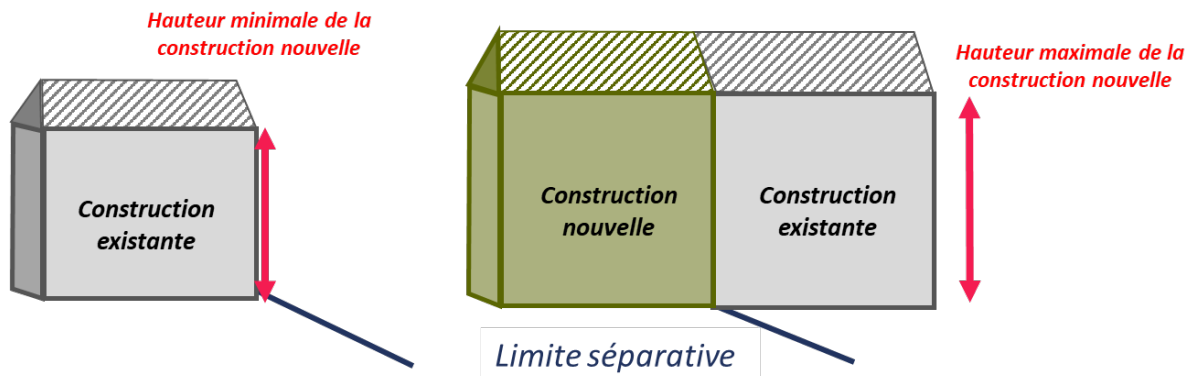 Hauteur minimale de la
construction nouvelle
Hauteur maximale de la
construction nouvelle
Construction
existante
Construction
nouvelle
Construction
existante
Limite séparative